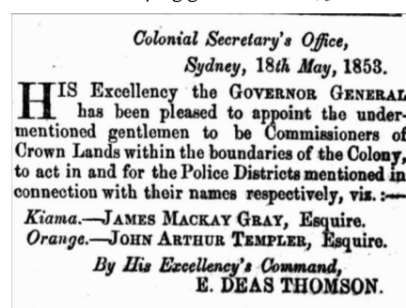 Colonial Secretary's Office,
Sydney, 18th May, 1853.
HIS Excellency the GOVERNOR GENERAL
has been pleased to appoint the under-
mentioned gentlemen to be Commissioners of
Crown Lands within the boundaries of the Colony,
to act in and for the Police Districts mentioned in
connection with their names respectively, viz. :—
Kiama.—JAMES MACKAY GRAY, Esquire.
Orange.—JOHN ARTHUR TEMPLER, Esquire.
By His Excellency's Command,
E. DEAS THOMSON.